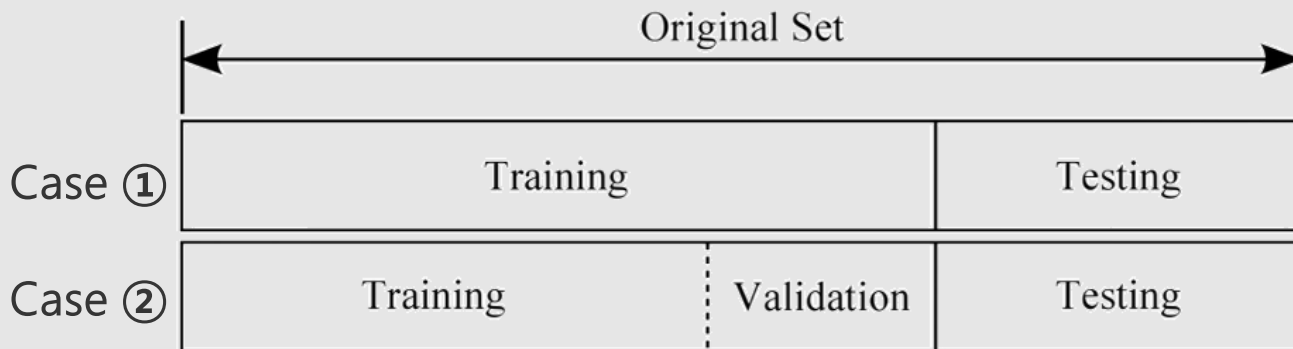 Original Set
Case ① Training Testing
Case ② Training Validation Testing